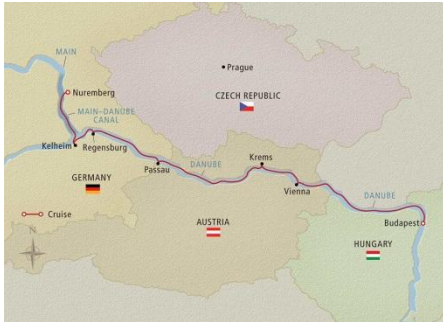 MAIN
Prague
Nuremberg
CZECH REPUBLIC
MAIN–DANUBE
CANAL
Kelheim
Regensburg
Passau
DANUBE
Krems
GERMANY
Vienna
DANUBE
Cruise
AUSTRIA
Budapest
N
HUNGARY